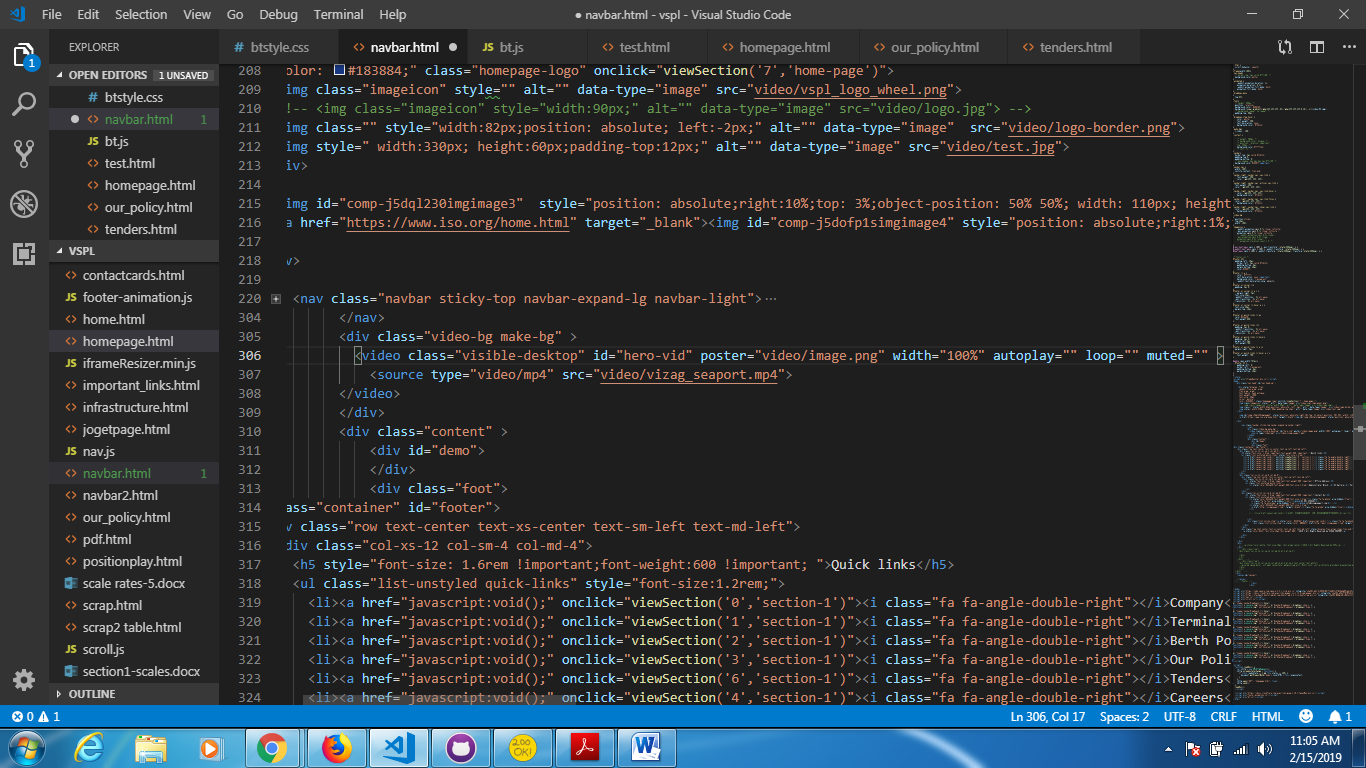 File Edit Selection View Go Debug Terminal Help ● navbar.html - vspl - Visual Studio Code
EXPLORER
# btstyle.css <> navbar.html ● JS bt.js <> test.html <> homepage.html <> our_policy.html <> tenders.html
1
OPEN EDITORS 1 UNSAVED
# btstyle.css
● <> navbar.html 1
JS bt.js
<> test.html
<> homepage.html
<> our_policy.html
<> tenders.html
VSPL
<> contactcards.html
JS footer-animation.js
<> home.html
<> homepage.html
JS iframeResizer.min.js
<> important_links.html
<> infrastructure.html
<> jogetpage.html
JS nav.js
<> navbar.html 1
<> navbar2.html
<> our_policy.html
<> pdf.html
<> positionplay.html
scale rates-5.docx
<> scrap.html
<> scrap2 table.html
JS scroll.js
section1-scales.docx
OUTLINE
208 olor: #183884;" class="homepage-logo" onclick="viewSection('7','home-page')">
209 img class="imageicon" style="" alt="" data-type="image" src="video/vspl_logo_wheel.png">
210 !-- <img class="imageicon" style="width:90px;" alt="" data-type="image" src="video/logo.jpg"> -->
211 img class="" style="width:82px;position: absolute; left:-2px;" alt="" data-type="image"  src="video/logo-border.png">
212 img style=" width:330px; height:60px;padding-top:12px;" alt="" data-type="image" src="video/test.jpg">
213 iv>
214
215 img id="comp-j5dql230imgimage3"  style="position: absolute;right:10%;top: 3%;object-position: 50% 50%; width: 110px; height
216 a href="https://www.iso.org/home.html" target="_blank"><img id="comp-j5dofp1simgimage4" style="position: absolute;right:1%;
217
218 v>
219
220 <nav class="navbar sticky-top navbar-expand-lg navbar-light">…
304 </nav>
305 <div class="video-bg make-bg" >
306 <video class="visible-desktop" id="hero-vid" poster="video/image.png" width="100%" autoplay="" loop="" muted="" >
307 <source type="video/mp4" src="video/vizag_seaport.mp4">
308 </video>
309 </div>
310 <div class="content" >
311 <div id="demo">
312 </div>
313 <div class="foot">
314 ass="container" id="footer">
315 v class="row text-center text-xs-center text-sm-left text-md-left">
316 div class="col-xs-12 col-sm-4 col-md-4">
317 <h5 style="font-size: 1.6rem !important;font-weight:600 !important; ">Quick links</h5>
318 <ul class="list-unstyled quick-links" style="font-size:1.2rem;">
319 <li><a href="javascript:void();" onclick="viewSection('0','section-1')"><i class="fa fa-angle-double-right"></i>Company<
320 <li><a href="javascript:void();" onclick="viewSection('1','section-1')"><i class="fa fa-angle-double-right"></i>Terminal
321 <li><a href="javascript:void();" onclick="viewSection('2','section-1')"><i class="fa fa-angle-double-right"></i>Berth Po
322 <li><a href="javascript:void();" onclick="viewSection('3','section-1')"><i class="fa fa-angle-double-right"></i>Our Poli
323 <li><a href="javascript:void();" onclick="viewSection('6','section-1')"><i class="fa fa-angle-double-right"></i>Tenders<
324 <li><a href="javascript:void();" onclick="viewSection('4','section-1')"><i class="fa fa-angle-double-right"></i>Careers<
0 1 Ln 306, Col 17 Spaces: 2 UTF-8 CRLF HTML 1
200 OK!
11:05 AM
2/15/2019